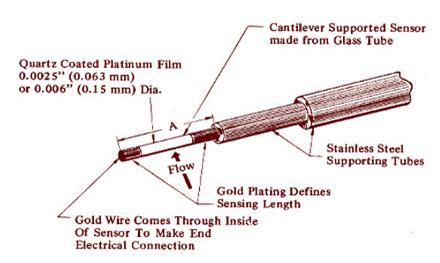 Cantilever Supported Sensor
made from Glass Tube
Quartz Coated Platinum Film
0.0025" (0.063 mm)
or 0.006" (0.15 mm) Dia.
A
Flow
Stainless Steel
Supporting Tubes
Gold Plating Defines
Sensing Length
Gold Wire Comes Through Inside
Of Sensor To Make End
Electrical Connection